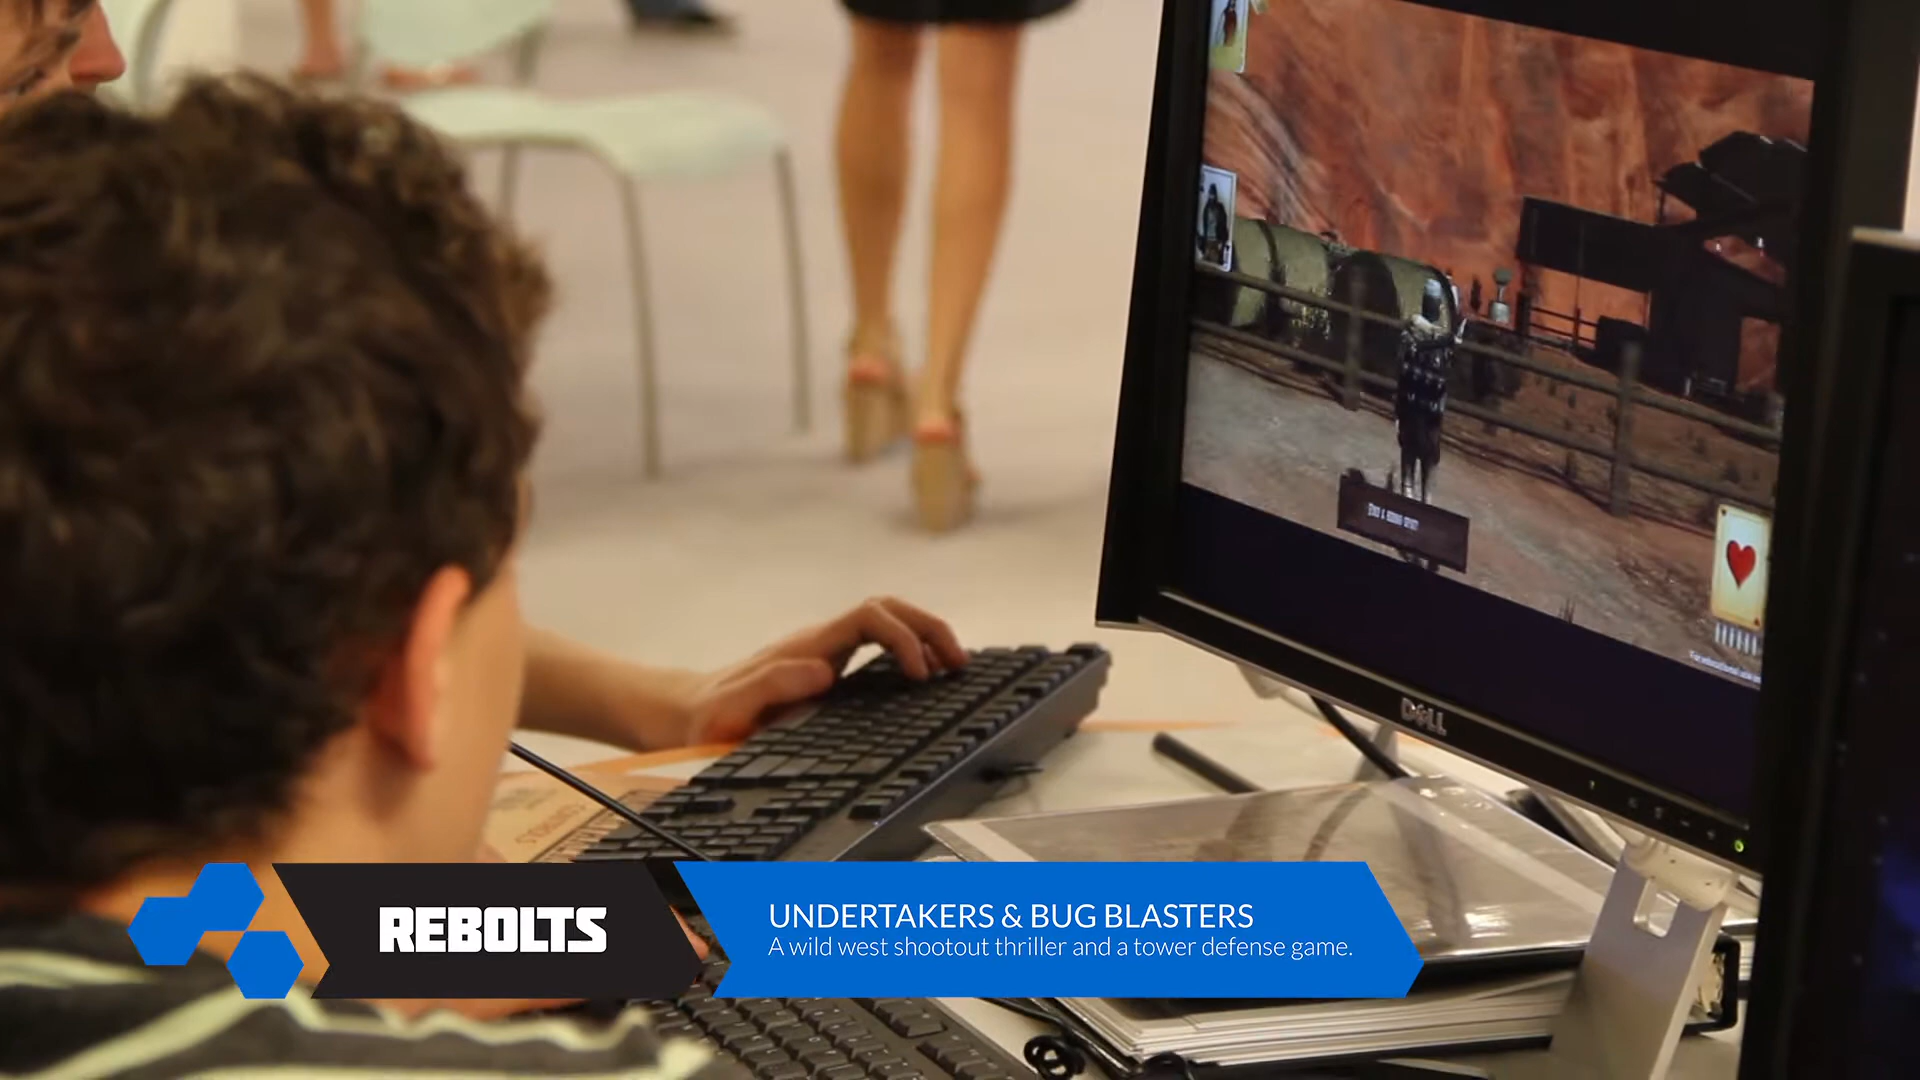 DELL
REBOLTS
UNDERTAKERS & BUG BLASTERS
A wild west shootout thriller and a tower defense game.